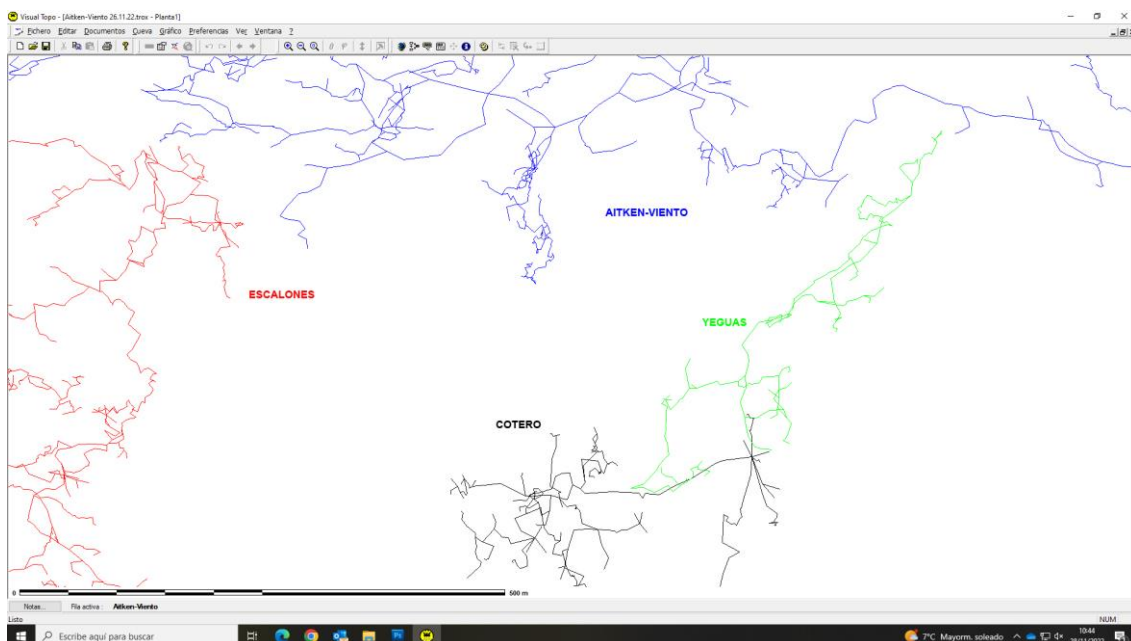 Visual Topo - [Aitken-Viento 26.11.22.trox - Planta1]
Fichero Editar Documentos Cueva Gráfico Preferencias Ver Ventana ?
AITKEN-VIENTO
ESCALONES
YEGUAS
COTERO
0 500 m
Notas... Fila activa : Aitken-Viento
Listo NUM
Escribe aquí para buscar
7°C Mayorm. soleado
10:44